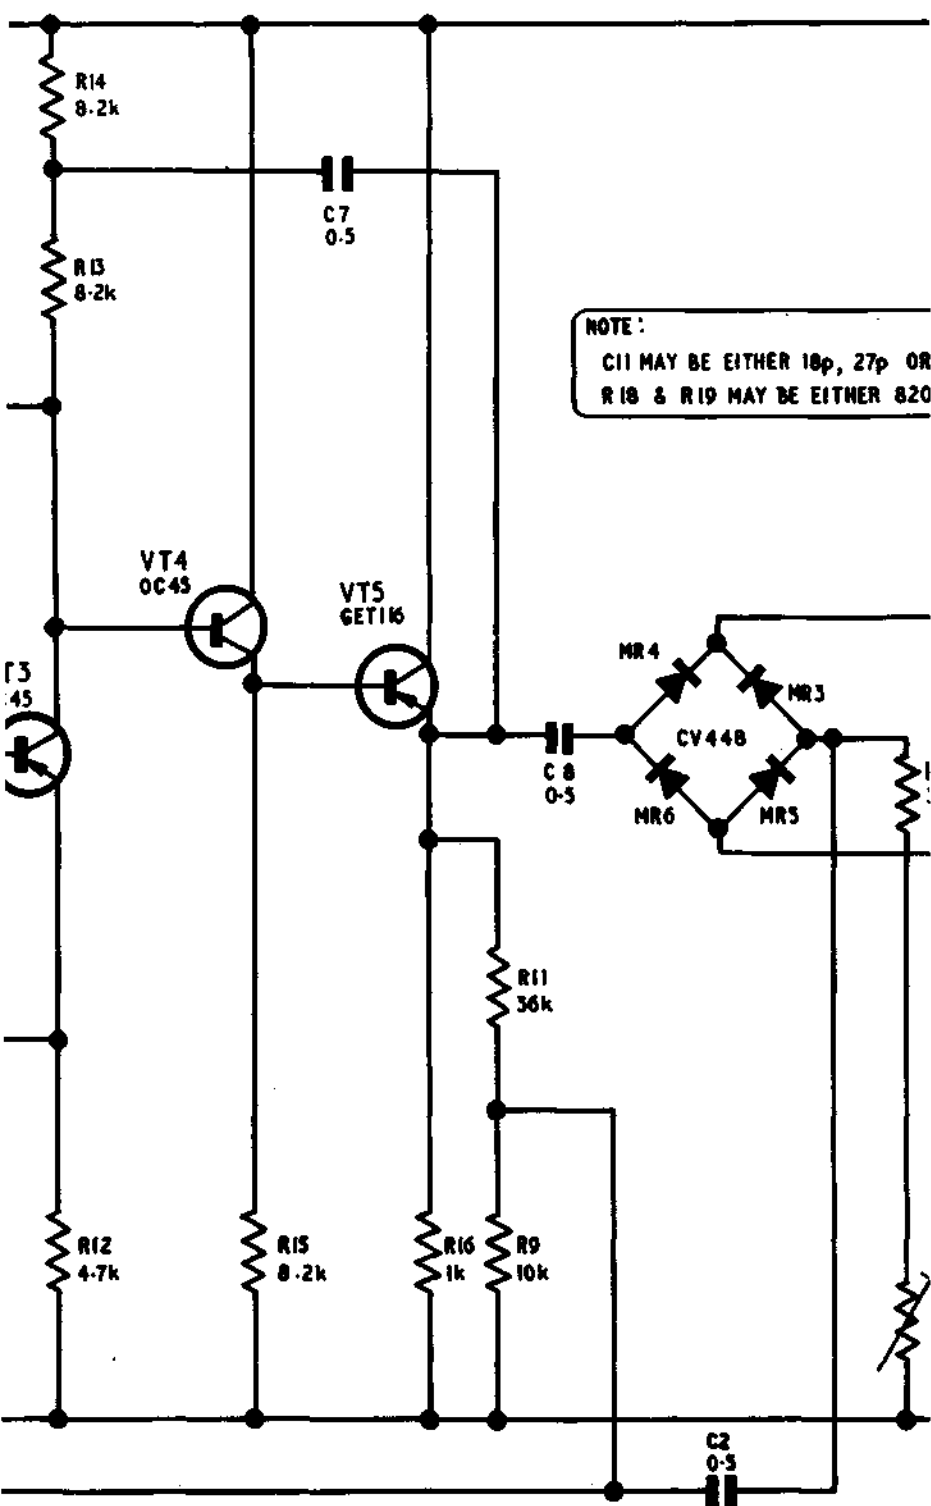 R14
8.2k
C7
0.5
R13
8.2k
NOTE:
C11 MAY BE EITHER 18p, 27p OR
R18 & R19 MAY BE EITHER 820
VT4
OC45
VT5
GET116
T3
45
MR4
MR3
CV448
C8
0.5
MR6
MR5
R11
36k
R12
4.7k
R15
8.2k
R16
1k
R9
10k
C2
0.5